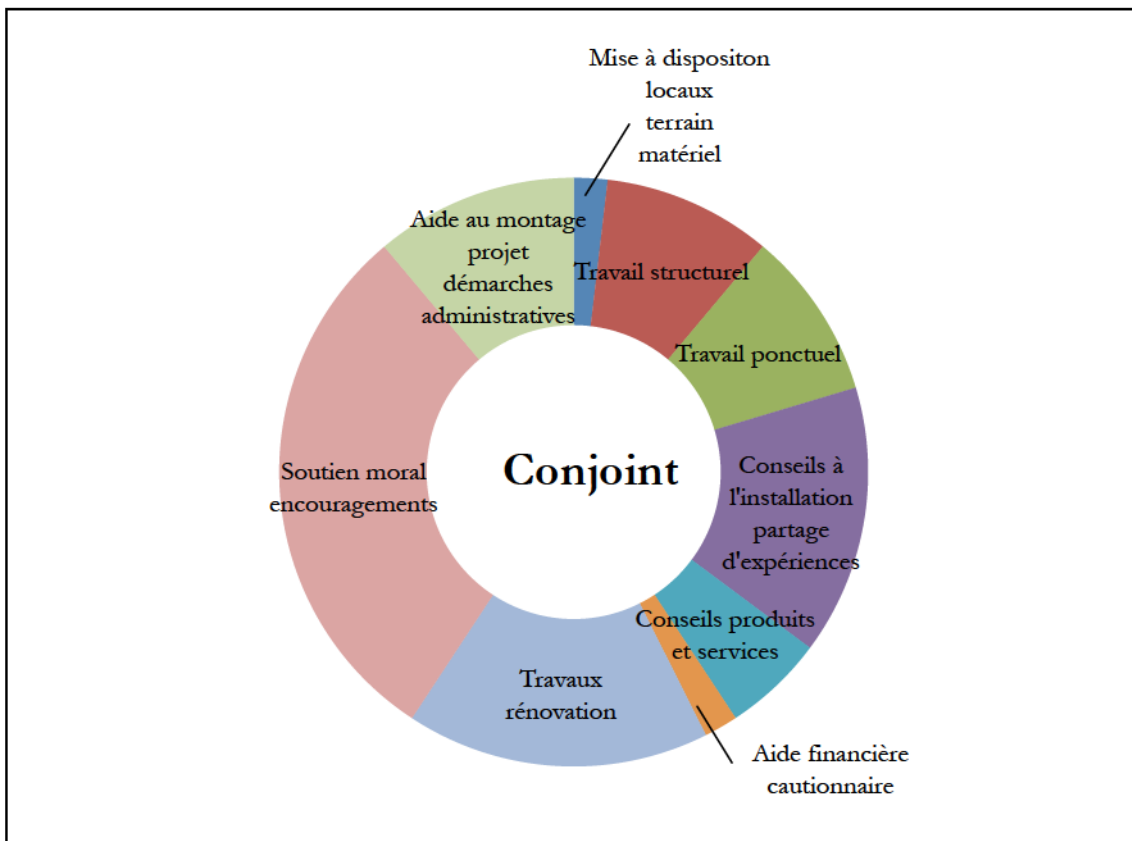 Mise à dispositon
locaux
terrain
matériel
Aide au montage
projet
démarches
administratives
Travail structurel
Travail ponctuel
Conjoint
Conseils à
l'installation
partage
d'expériences
Soutien moral
encouragements
Conseils produits
et services
Travaux
rénovation
Aide financière
cautionnaire